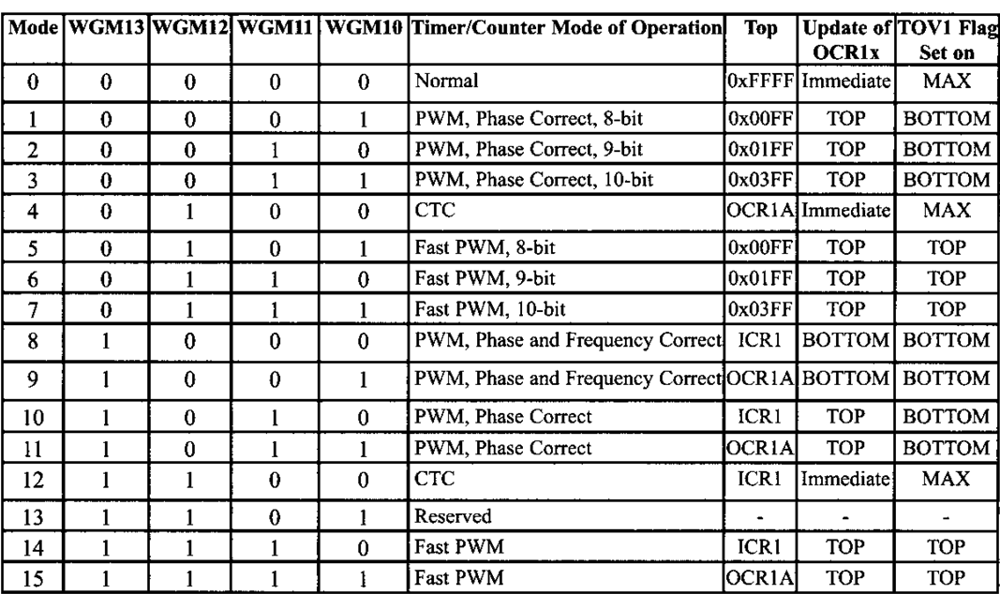 Mode WGM13 WGM12 WGM11 WGM10 Timer/Counter Mode of Operation Top Update of OCR1x TOV1 Flag Set on
0 0 0 0 0 Normal 0xFFFF Immediate MAX
1 0 0 0 1 PWM, Phase Correct, 8-bit 0x00FF TOP BOTTOM
2 0 0 1 0 PWM, Phase Correct, 9-bit 0x01FF TOP BOTTOM
3 0 0 1 1 PWM, Phase Correct, 10-bit 0x03FF TOP BOTTOM
4 0 1 0 0 CTC OCR1A Immediate MAX
5 0 1 0 1 Fast PWM, 8-bit 0x00FF TOP TOP
6 0 1 1 0 Fast PWM, 9-bit 0x01FF TOP TOP
7 0 1 1 1 Fast PWM, 10-bit 0x03FF TOP TOP
8 1 0 0 0 PWM, Phase and Frequency Correct ICR1 BOTTOM BOTTOM
9 1 0 0 1 PWM, Phase and Frequency Correct OCR1A BOTTOM BOTTOM
10 1 0 1 0 PWM, Phase Correct ICR1 TOP BOTTOM
11 1 0 1 1 PWM, Phase Correct OCR1A TOP BOTTOM
12 1 1 0 0 CTC ICR1 Immediate MAX
13 1 1 0 1 Reserved - - -
14 1 1 1 0 Fast PWM ICR1 TOP TOP
15 1 1 1 1 Fast PWM OCR1A TOP TOP